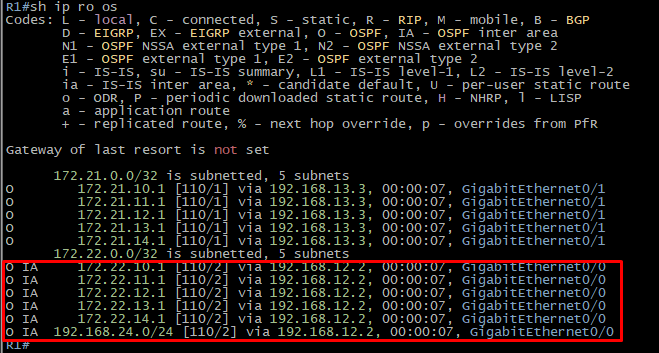 R1#sh ip ro os
Codes: L - local, C - connected, S - static, R - RIP, M - mobile, B - BGP
D - EIGRP, EX - EIGRP external, O - OSPF, IA - OSPF inter area
N1 - OSPF NSSA external type 1, N2 - OSPF NSSA external type 2
E1 - OSPF external type 1, E2 - OSPF external type 2
i - IS-IS, su - IS-IS summary, L1 - IS-IS level-1, L2 - IS-IS level-2
ia - IS-IS inter area, * - candidate default, U - per-user static route
o - ODR, P - periodic downloaded static route, H - NHRP, l - LISP
a - application route
+ - replicated route, % - next hop override, p - overrides from PfR
Gateway of last resort is not set
172.21.0.0/32 is subnetted, 5 subnets
O 172.21.10.1 [110/1] via 192.168.13.3, 00:00:07, GigabitEthernet0/1
O 172.21.11.1 [110/1] via 192.168.13.3, 00:00:07, GigabitEthernet0/1
O 172.21.12.1 [110/1] via 192.168.13.3, 00:00:07, GigabitEthernet0/1
O 172.21.13.1 [110/1] via 192.168.13.3, 00:00:07, GigabitEthernet0/1
O 172.21.14.1 [110/1] via 192.168.13.3, 00:00:07, GigabitEthernet0/1
172.22.0.0/32 is subnetted, 5 subnets
O IA 172.22.10.1 [110/2] via 192.168.12.2, 00:00:07, GigabitEthernet0/0
O IA 172.22.11.1 [110/2] via 192.168.12.2, 00:00:07, GigabitEthernet0/0
O IA 172.22.12.1 [110/2] via 192.168.12.2, 00:00:07, GigabitEthernet0/0
O IA 172.22.13.1 [110/2] via 192.168.12.2, 00:00:07, GigabitEthernet0/0
O IA 172.22.14.1 [110/2] via 192.168.12.2, 00:00:07, GigabitEthernet0/0
O IA 192.168.24.0/24 [110/2] via 192.168.12.2, 00:00:07, GigabitEthernet0/0
R1#